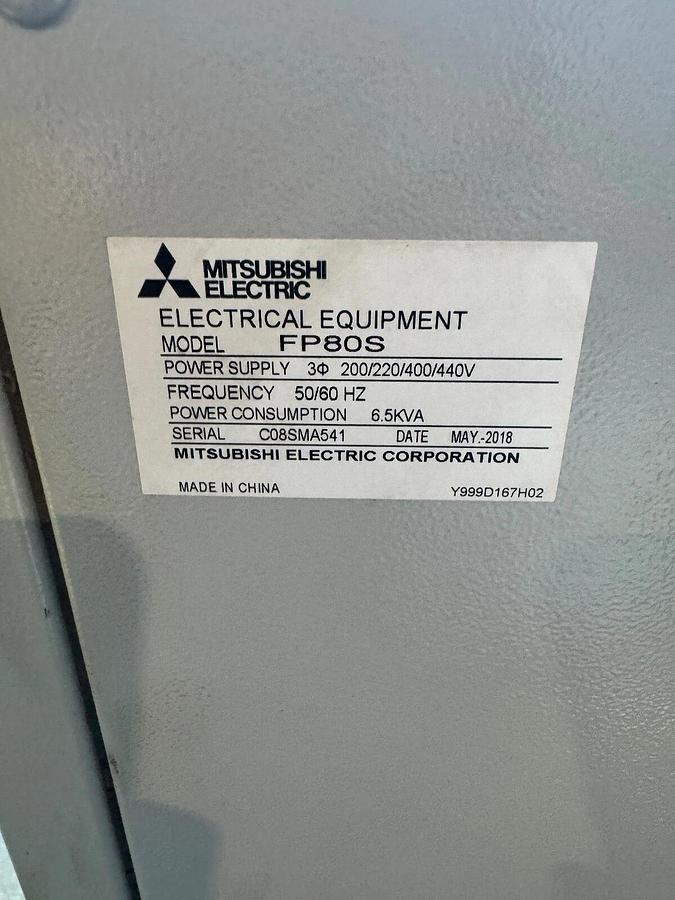 MITSUBISHI
ELECTRIC
ELECTRICAL EQUIPMENT
MODEL FP80S
POWER SUPPLY 3Φ 200/220/400/440V
FREQUENCY 50/60 HZ
POWER CONSUMPTION 6.5KVA
SERIAL C08SMA541 DATE MAY.-2018
MITSUBISHI ELECTRIC CORPORATION
MADE IN CHINA Y999D167H02